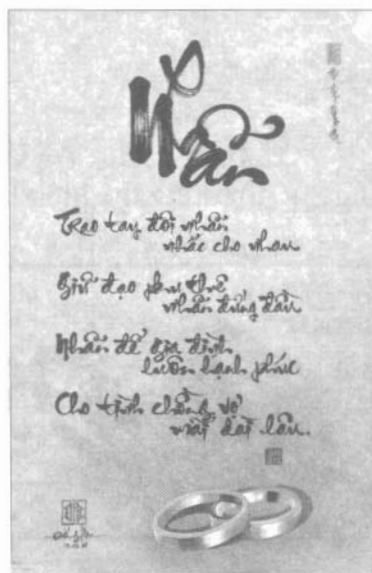 Nhẫn
Trao tay đôi nhẫn
nhắc cho nhau
Giữ đạo phu thê
nhẫn đứng đầu
Nhẫn để gia đình
luôn hạnh phúc
Cho tình chồng vợ
mãi dài lâu.